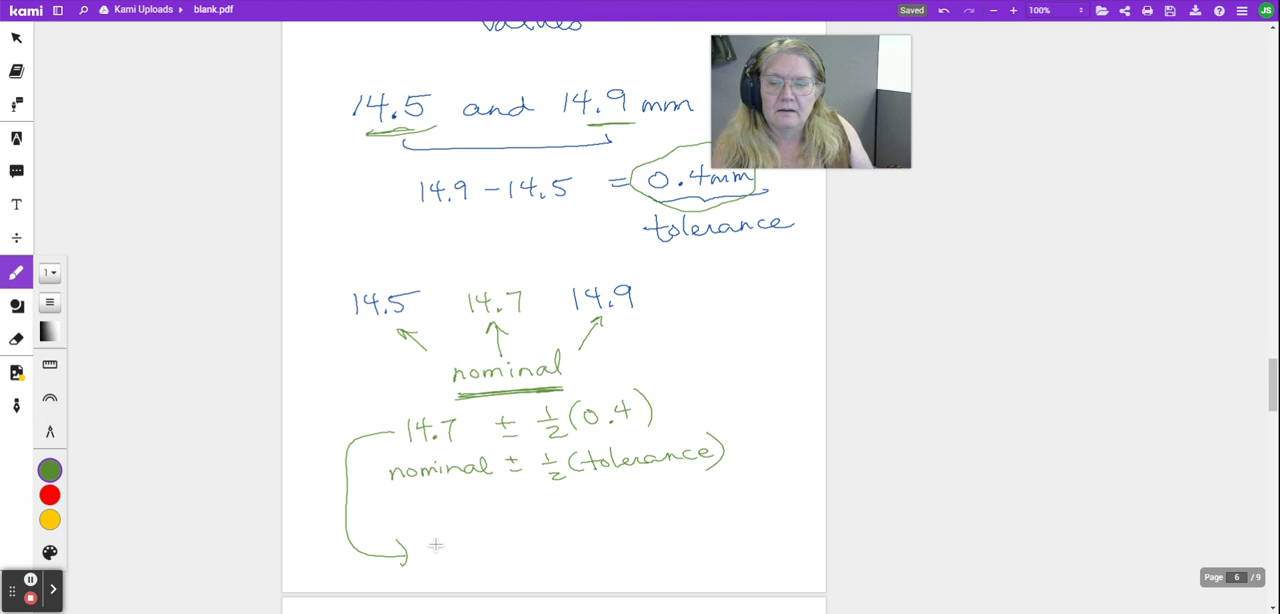 kami Kami Uploads blank.pdf Saved 100% JS
values
14.5 and 14.9 mm
14.9 - 14.5 = 0.4mm
tolerance
14.5 14.7 14.9
nominal
14.7 ± 1/2 (0.4)
nominal ± 1/2 (tolerance)
T
1
Page 6 / 9